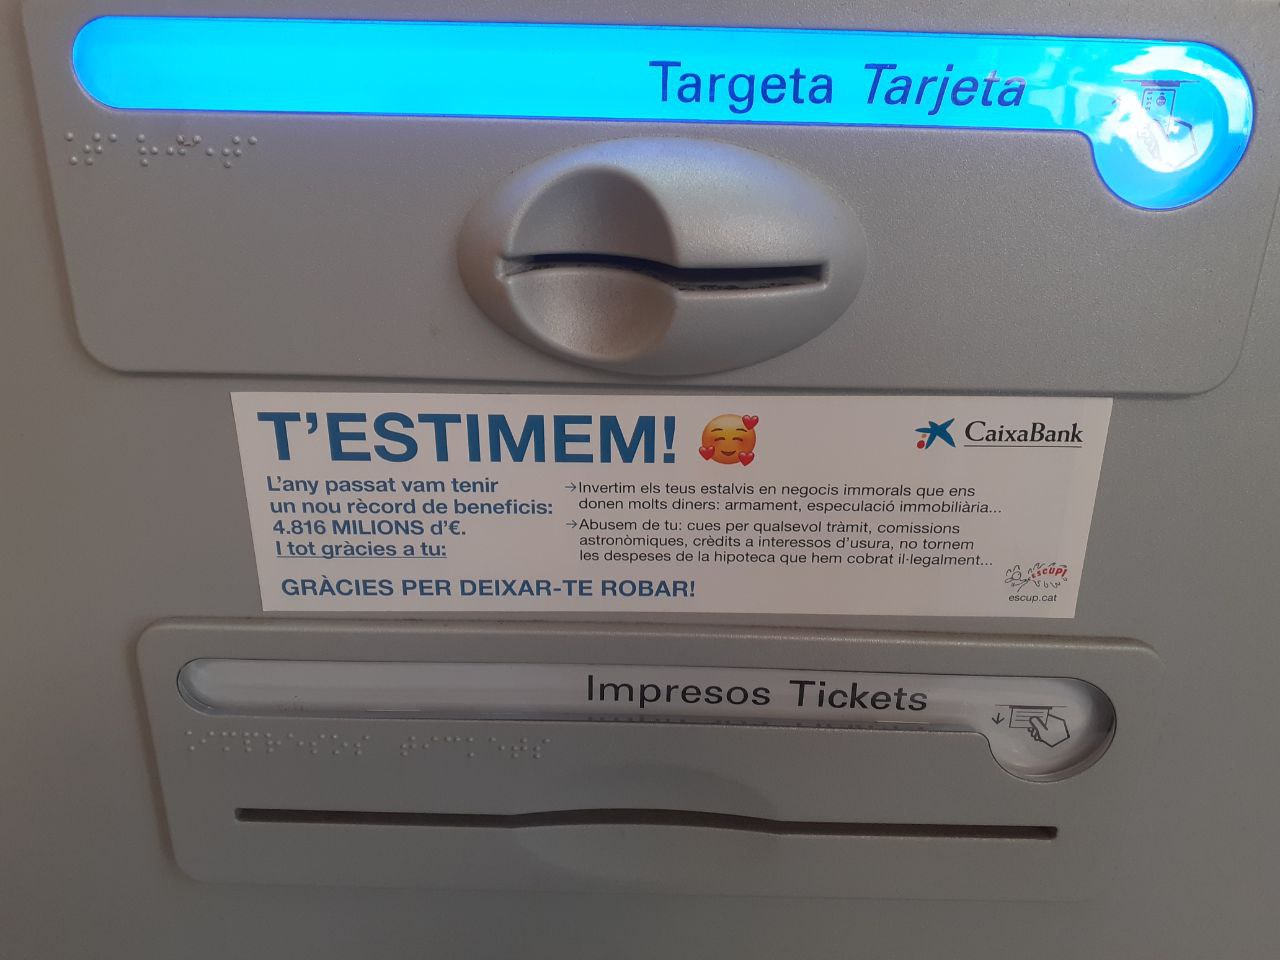 Targeta Tarjeta
T'ESTIMEM!
CaixaBank
L'any passat vam tenir
un nou rècord de beneficis:
4.816 MILIONS d'€.
I tot gràcies a tu:
→Invertim els teus estalvis en negocis immorals que ens
donen molts diners: armament, especulació immobiliària...
→Abusem de tu: cues per qualsevol tràmit, comissions
astronòmiques, crèdits a interessos d'usura, no tornem
les despeses de la hipoteca que hem cobrat il·legalment...
GRÀCIES PER DEIXAR-TE ROBAR!
ESCUPI
escup.cat
Impresos Tickets